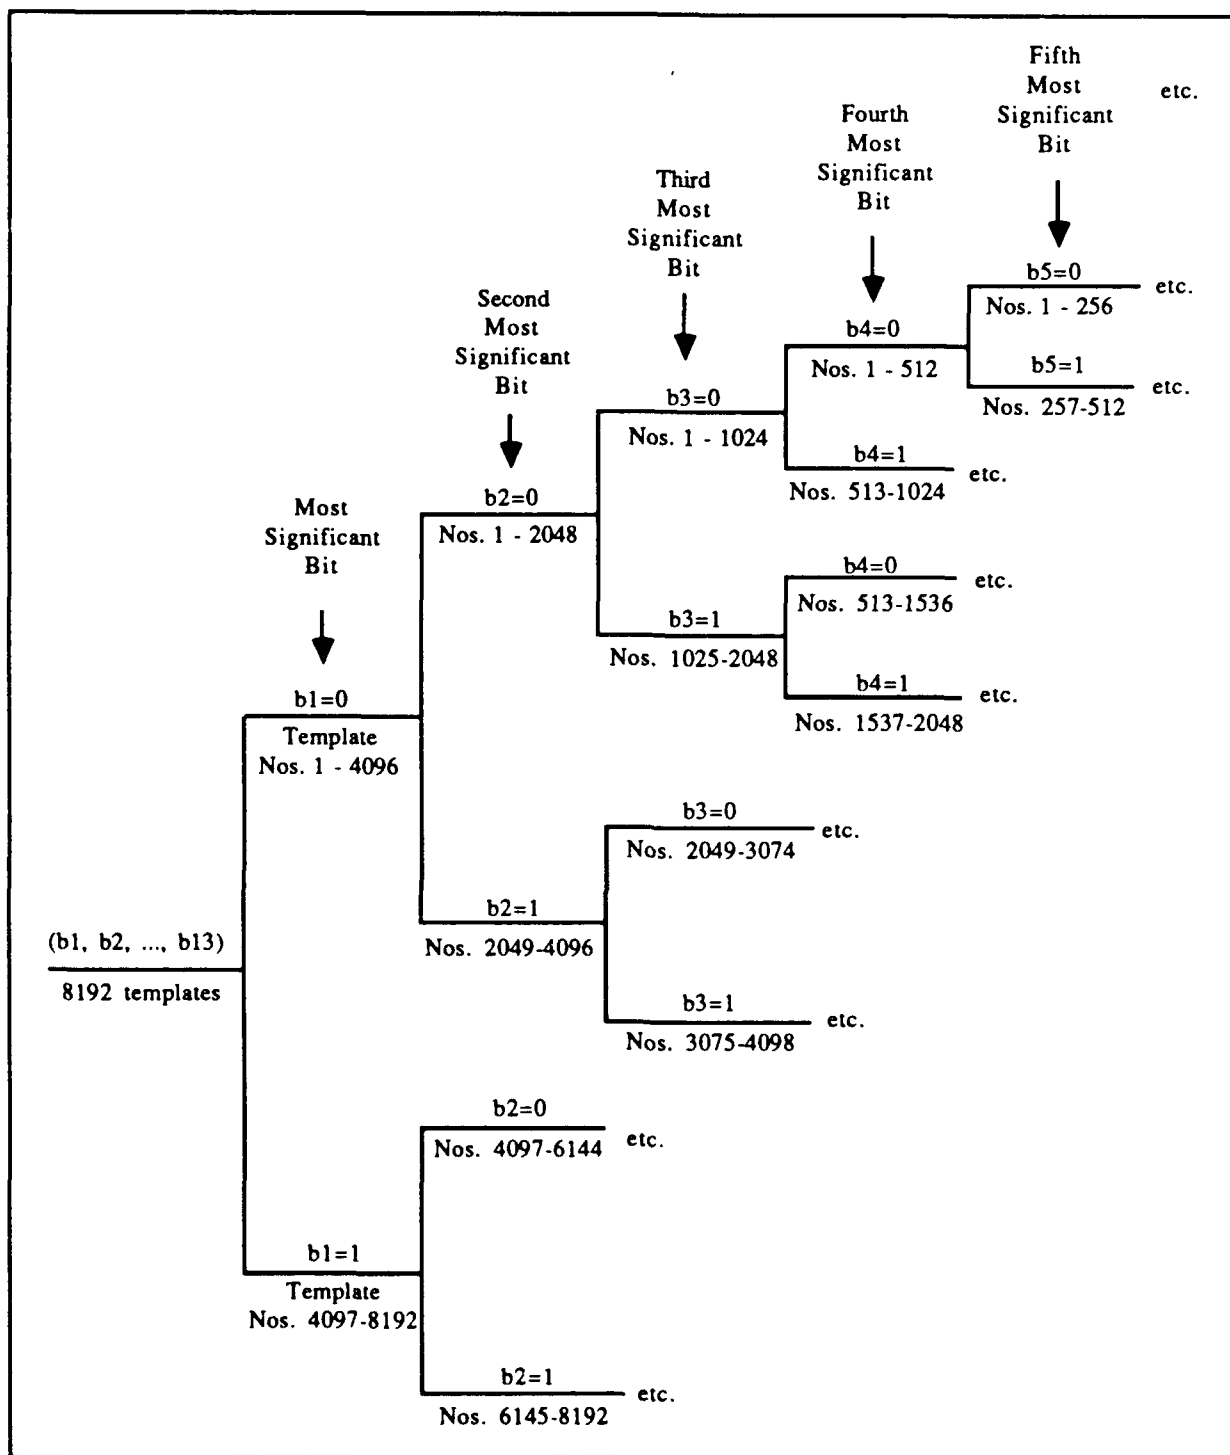 Fifth
Most
Significant
Bit
etc.
Fourth
Most
Significant
Bit
Third
Most
Significant
Bit
Second
Most
Significant
Bit
Most
Significant
Bit
b5=0
etc.
Nos. 1 - 256
b4=0
Nos. 1 - 512
b5=1
etc.
Nos. 257-512
b3=0
Nos. 1 - 1024
b4=1
etc.
Nos. 513-1024
b2=0
Nos. 1 - 2048
b4=0
etc.
Nos. 513-1536
b3=1
Nos. 1025-2048
b4=1
etc.
Nos. 1537-2048
b1=0
Template
Nos. 1 - 4096
b3=0
etc.
Nos. 2049-3074
b2=1
Nos. 2049-4096
(b1, b2, ..., b13)
8192 templates
b3=1
etc.
Nos. 3075-4098
b2=0
etc.
Nos. 4097-6144
b1=1
Template
Nos. 4097-8192
b2=1
etc.
Nos. 6145-8192